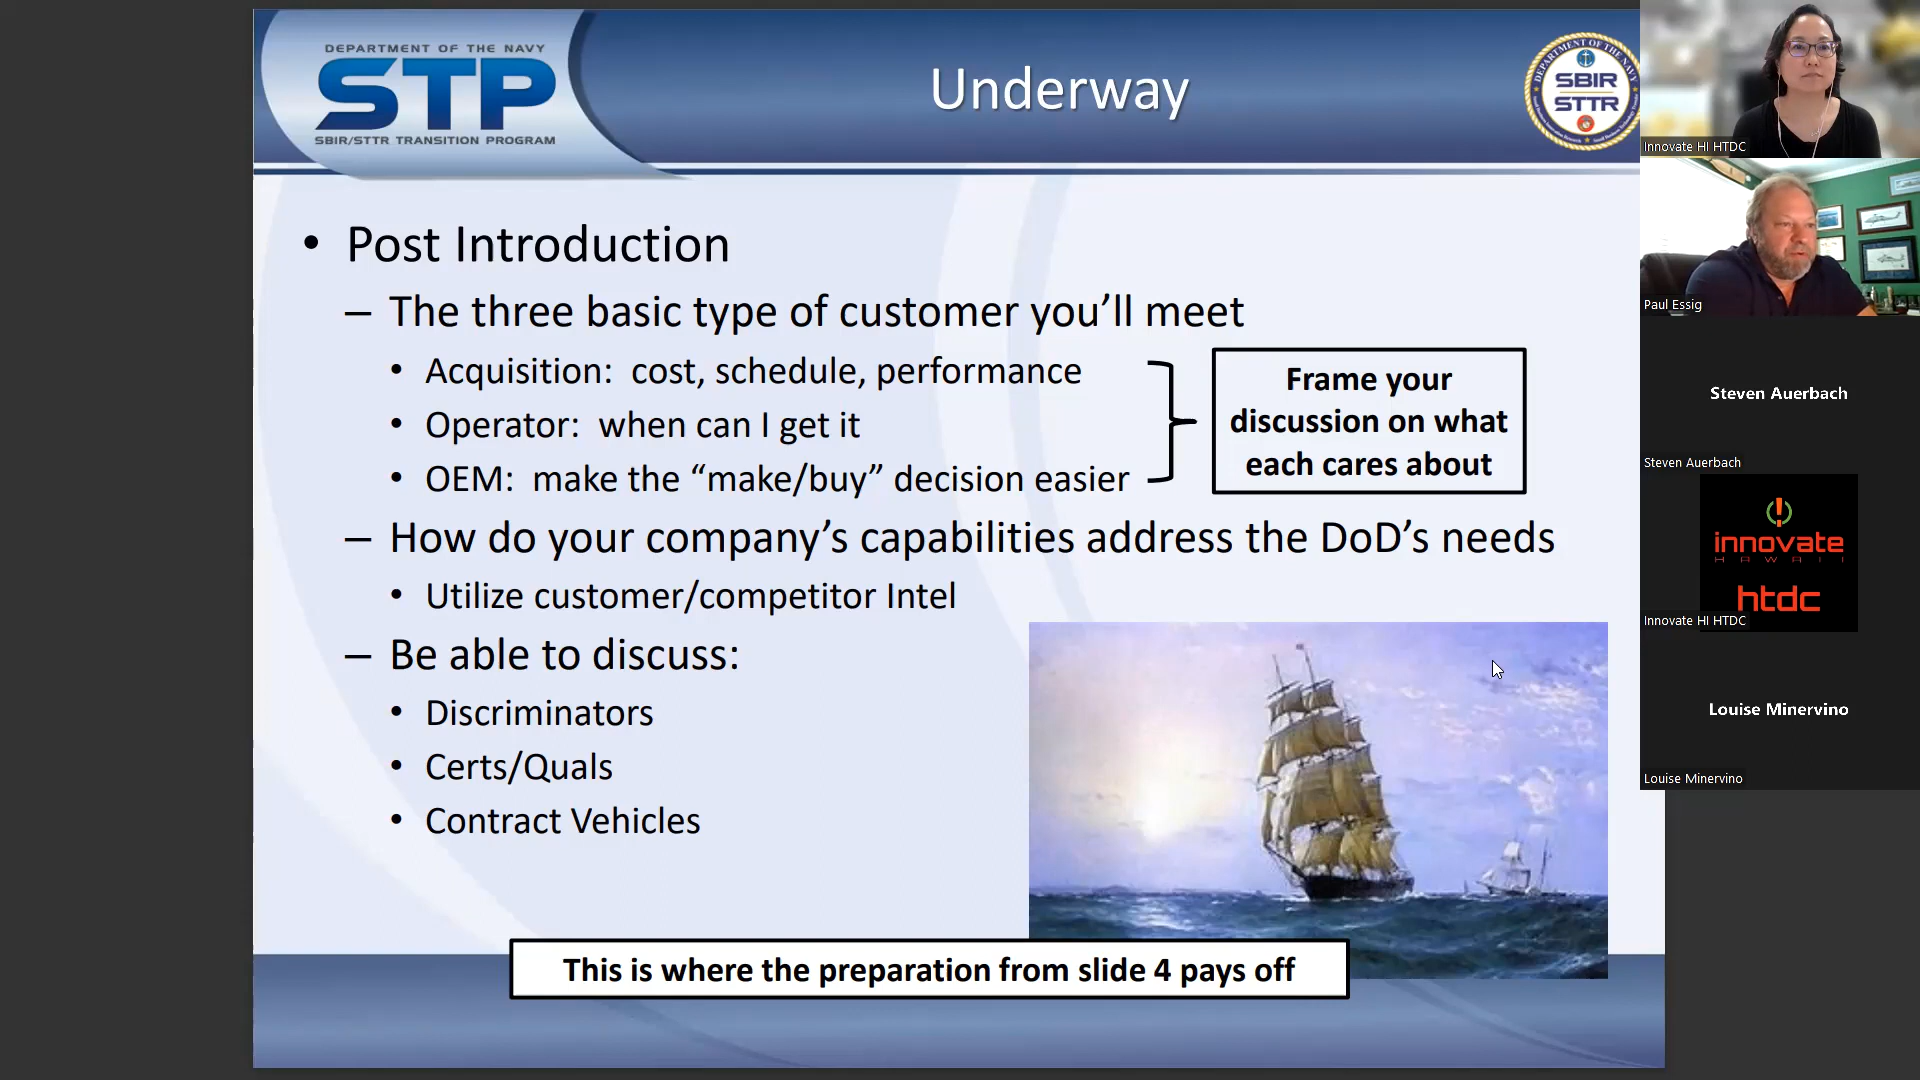 DEPARTMENT OF THE NAVY
STP
SBIR/STTR TRANSITION PROGRAM
Underway
DEPARTMENT OF THE NAVY
SBIR
STTR
• Post Introduction
– The three basic type of customer you’ll meet
• Acquisition: cost, schedule, performance
• Operator: when can I get it
• OEM: make the “make/buy” decision easier
Frame your
discussion on what
each cares about
– How do your company’s capabilities address the DoD’s needs
• Utilize customer/competitor Intel
– Be able to discuss:
• Discriminators
• Certs/Quals
• Contract Vehicles
This is where the preparation from slide 4 pays off
Innovate HI HTDC
Paul Essig
Steven Auerbach
Steven Auerbach
innovate
HAWAII
htdc
Innovate HI HTDC
Louise Minervino
Louise Minervino